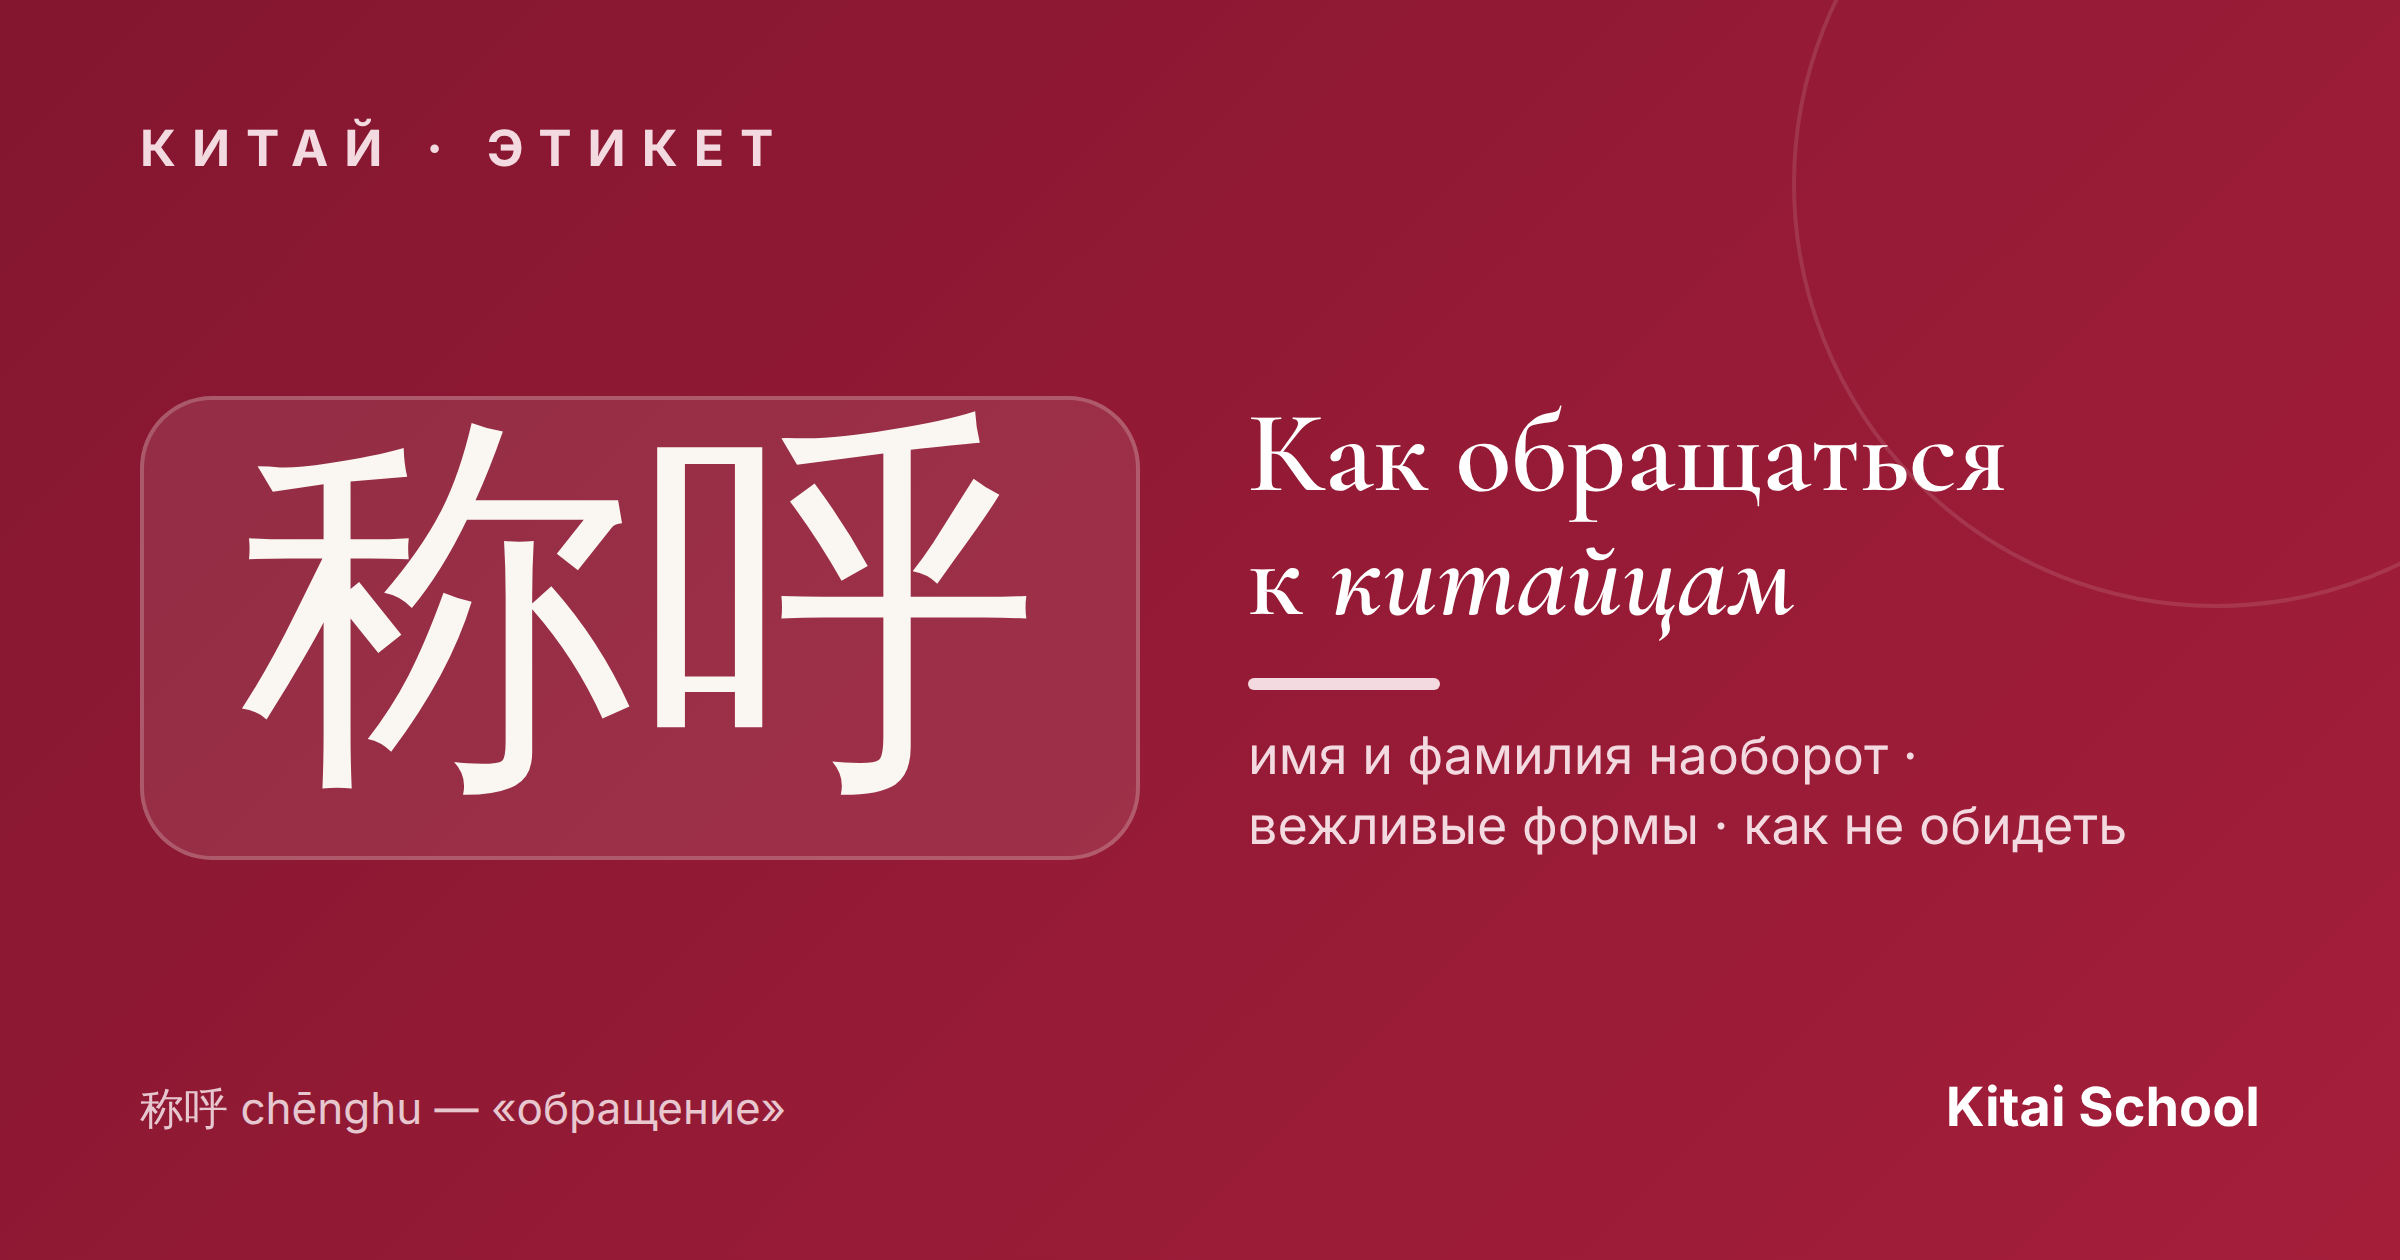 КИТАЙ · ЭТИКЕТ
称呼
Как обращаться
к китайцам
имя и фамилия наоборот ·
вежливые формы · как не обидеть
称呼 chēnghu — «обращение»
Kitai School